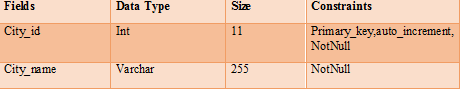 Fields Data Type Size Constraints
City_id Int 11 Primary_key,auto_increment,
NotNull
City_name Varchar 255 NotNull